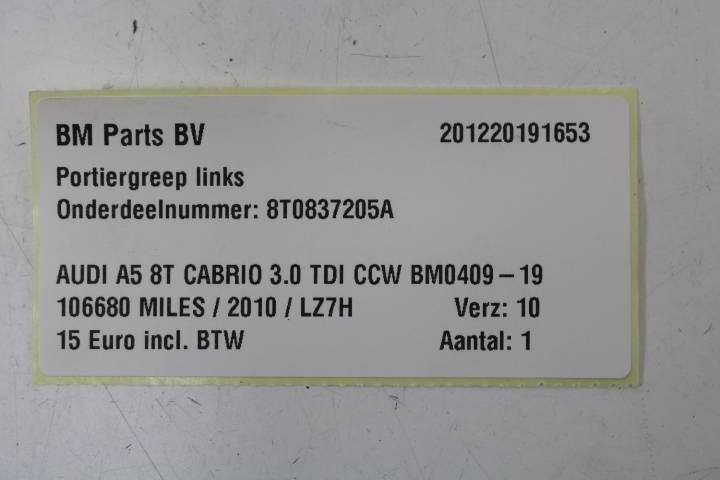 BM Parts BV 201220191653
Portiergreep links
Onderdeelnummer: 8T0837205A
AUDI A5 8T CABRIO 3.0 TDI CCW BM0409 – 19
106680 MILES / 2010 / LZ7H Verz: 10
15 Euro incl. BTW Aantal: 1